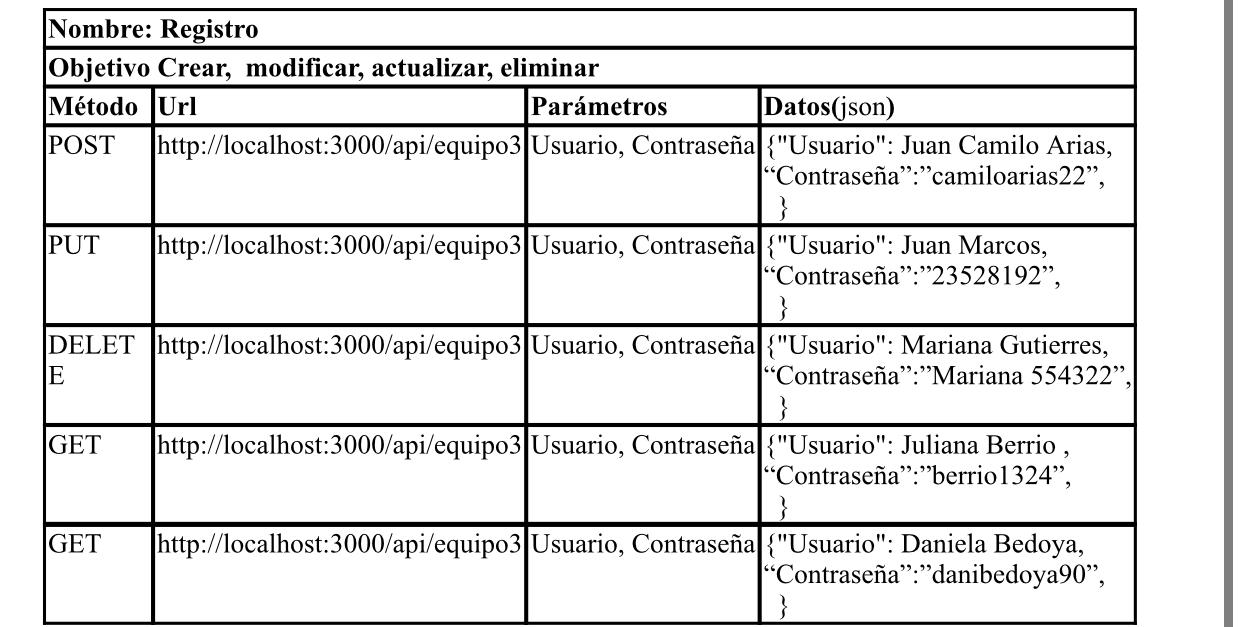 Nombre: Registro
Objetivo Crear,  modificar, actualizar, eliminar
Método Url Parámetros Datos(json)
POST http://localhost:3000/api/equipo3 Usuario, Contraseña {"Usuario": Juan Camilo Arias,
“Contraseña”:”camiloarias22”,
}
PUT http://localhost:3000/api/equipo3 Usuario, Contraseña {"Usuario": Juan Marcos,
“Contraseña”:”23528192”,
}
DELET http://localhost:3000/api/equipo3 Usuario, Contraseña {"Usuario": Mariana Gutierres,
E “Contraseña”:”Mariana 554322”,
}
GET http://localhost:3000/api/equipo3 Usuario, Contraseña {"Usuario": Juliana Berrio ,
“Contraseña”:”berrio1324”,
}
GET http://localhost:3000/api/equipo3 Usuario, Contraseña {"Usuario": Daniela Bedoya,
“Contraseña”:”danibedoya90”,
}